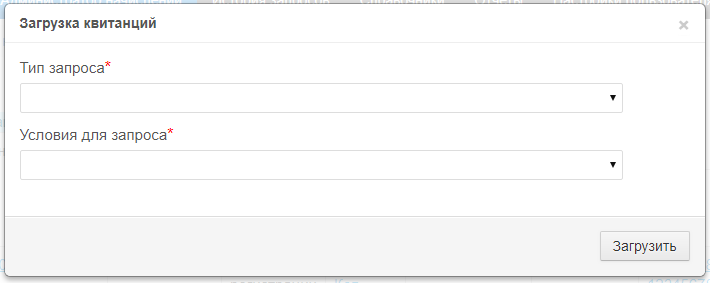 Загрузка квитанций
×
Тип запроса*
Условия для запроса*
Загрузить